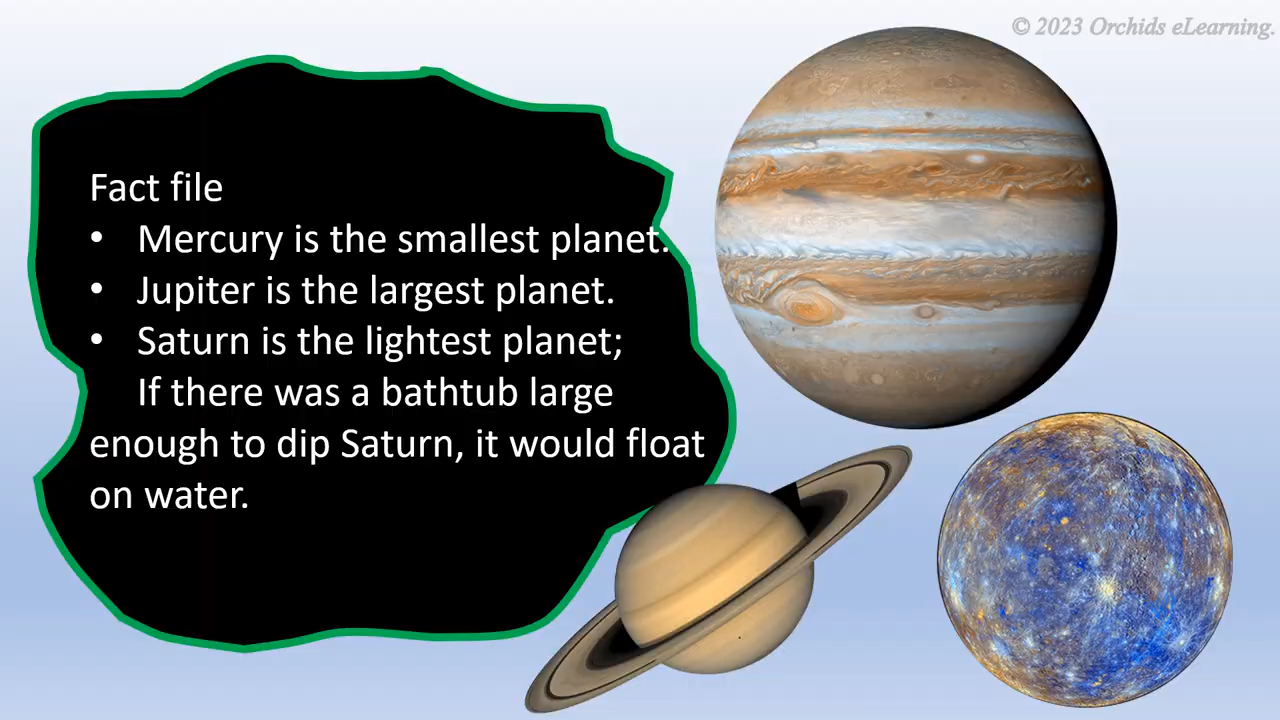 © 2023 Orchids eLearning.
Fact file
• Mercury is the smallest planet.
• Jupiter is the largest planet.
• Saturn is the lightest planet;
If there was a bathtub large
enough to dip Saturn, it would float
on water.